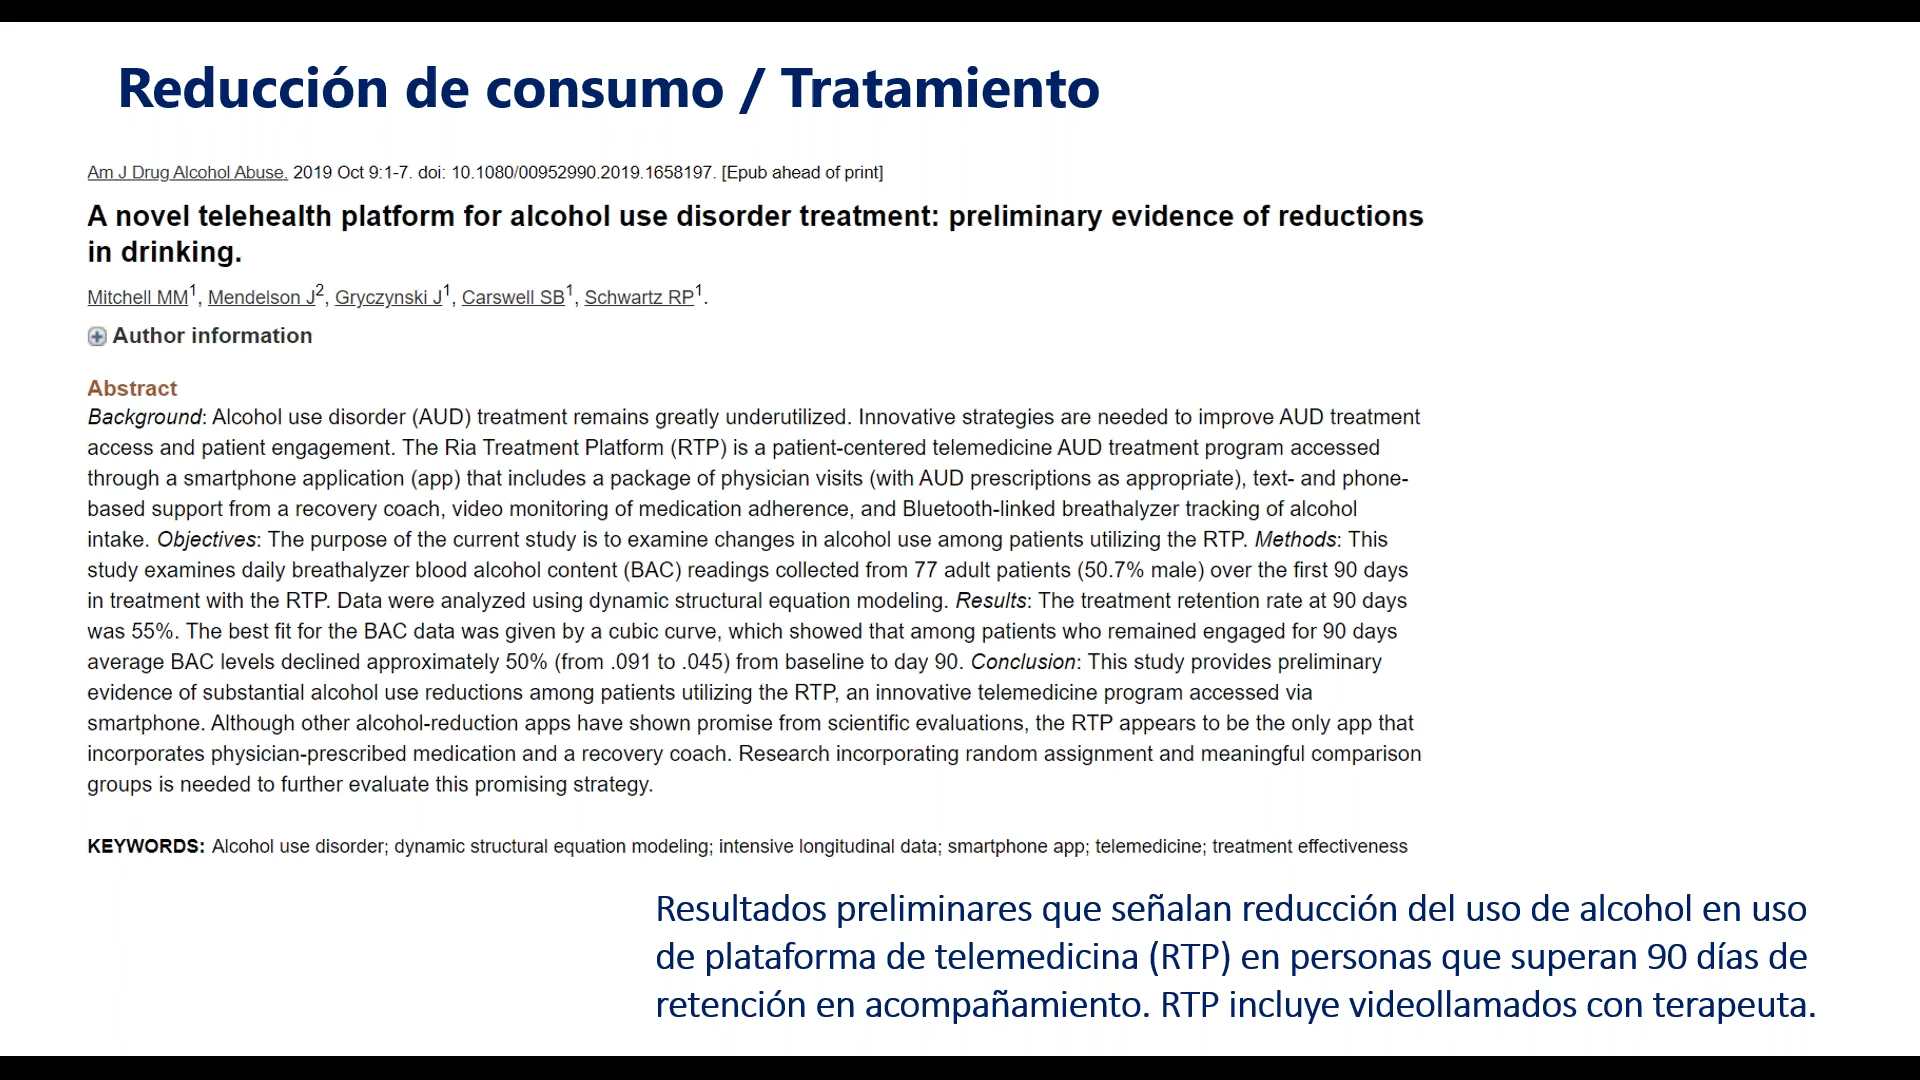 Reducción de consumo / Tratamiento
Am J Drug Alcohol Abuse. 2019 Oct 9:1-7. doi: 10.1080/00952990.2019.1658197. [Epub ahead of print]
A novel telehealth platform for alcohol use disorder treatment: preliminary evidence of reductions
in drinking.
Mitchell MM1, Mendelson J2, Gryczynski J1, Carswell SB1, Schwartz RP1.
Author information
Abstract
Background: Alcohol use disorder (AUD) treatment remains greatly underutilized. Innovative strategies are needed to improve AUD treatment
access and patient engagement. The Ria Treatment Platform (RTP) is a patient-centered telemedicine AUD treatment program accessed
through a smartphone application (app) that includes a package of physician visits (with AUD prescriptions as appropriate), text- and phone-
based support from a recovery coach, video monitoring of medication adherence, and Bluetooth-linked breathalyzer tracking of alcohol
intake. Objectives: The purpose of the current study is to examine changes in alcohol use among patients utilizing the RTP. Methods: This
study examines daily breathalyzer blood alcohol content (BAC) readings collected from 77 adult patients (50.7% male) over the first 90 days
in treatment with the RTP. Data were analyzed using dynamic structural equation modeling. Results: The treatment retention rate at 90 days
was 55%. The best fit for the BAC data was given by a cubic curve, which showed that among patients who remained engaged for 90 days
average BAC levels declined approximately 50% (from .091 to .045) from baseline to day 90. Conclusion: This study provides preliminary
evidence of substantial alcohol use reductions among patients utilizing the RTP, an innovative telemedicine program accessed via
smartphone. Although other alcohol-reduction apps have shown promise from scientific evaluations, the RTP appears to be the only app that
incorporates physician-prescribed medication and a recovery coach. Research incorporating random assignment and meaningful comparison
groups is needed to further evaluate this promising strategy.
KEYWORDS: Alcohol use disorder; dynamic structural equation modeling; intensive longitudinal data; smartphone app; telemedicine; treatment effectiveness
Resultados preliminares que señalan reducción del uso de alcohol en uso
de plataforma de telemedicina (RTP) en personas que superan 90 días de
retención en acompañamiento. RTP incluye videollamados con terapeuta.